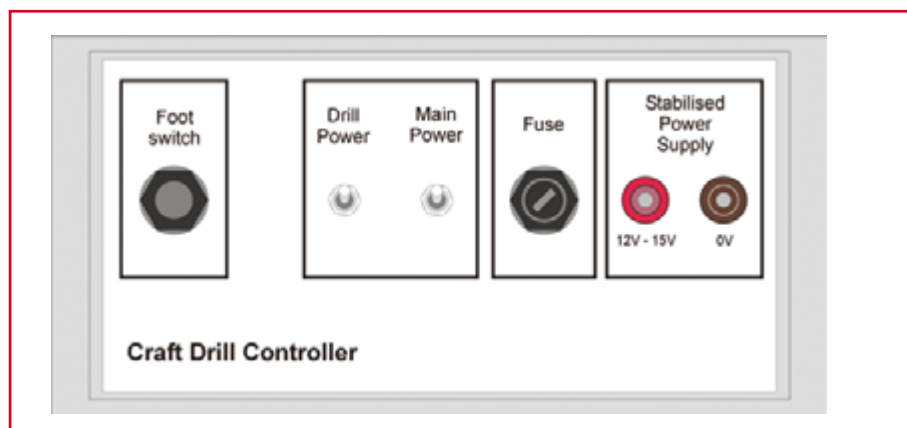 Foot
switch
Drill
Power
Main
Power
Fuse
Stabilised
Power
Supply
12V - 15V
0V
Craft Drill Controller